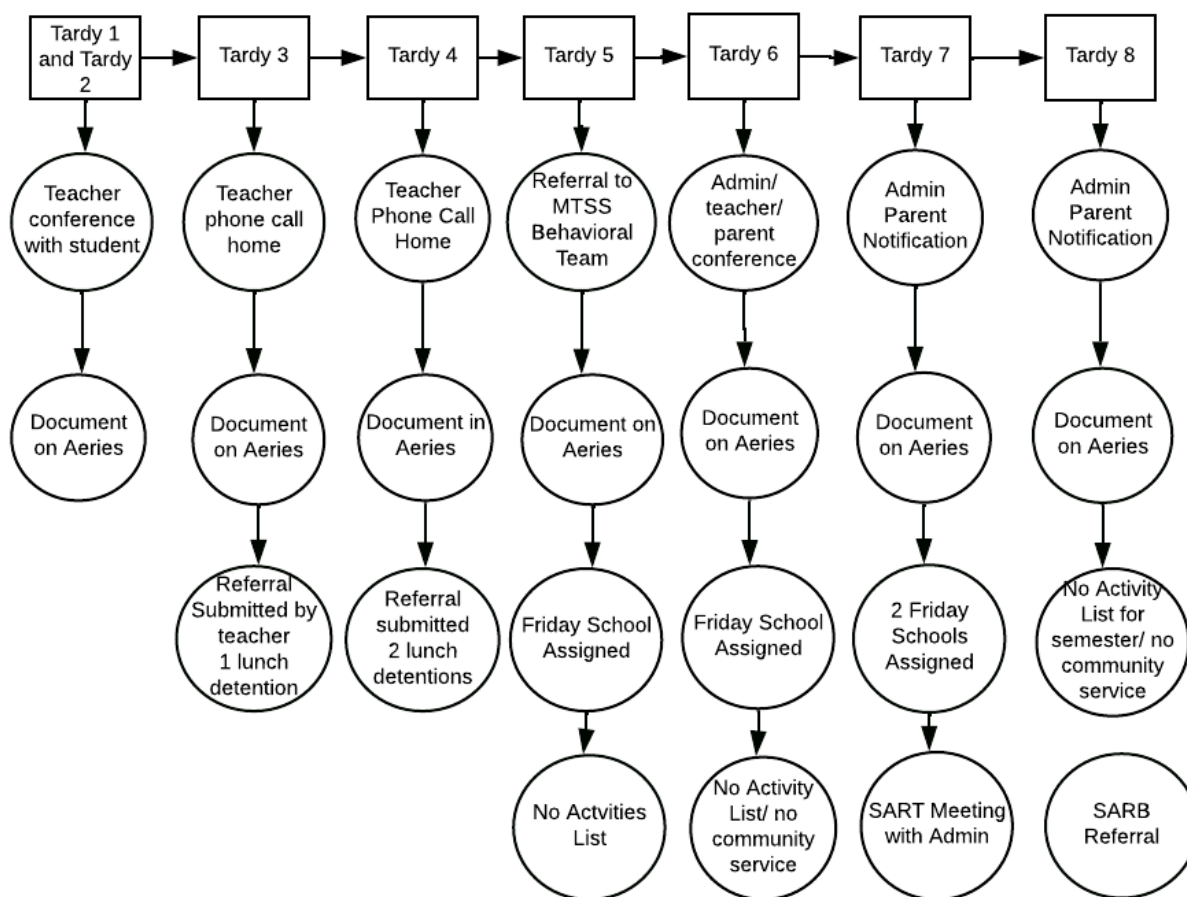 Tardy 1
and Tardy
2
Tardy 3
Tardy 4
Tardy 5
Tardy 6
Tardy 7
Tardy 8
Teacher
conference
with student
Teacher
phone call
home
Teacher
Phone Call
Home
Referral to
MTSS
Behavioral
Team
Admin/
teacher/
parent
conference
Admin
Parent
Notification
Admin
Parent
Notification
Document
on Aeries
Document
on Aeries
Document in
Aeries
Document on
Aeries
Document
on Aeries
Document
on Aeries
Document
on Aeries
Referral
Submitted by
teacher
1 lunch
detention
Referral
submitted
2 lunch
detentions
Friday School
Assigned
Friday School
Assigned
2 Friday
Schools
Assigned
No Activity
List for
semester/ no
community
service
No Actvities
List
No Activity
List/ no
community
service
SART Meeting
with Admin
SARB
Referral